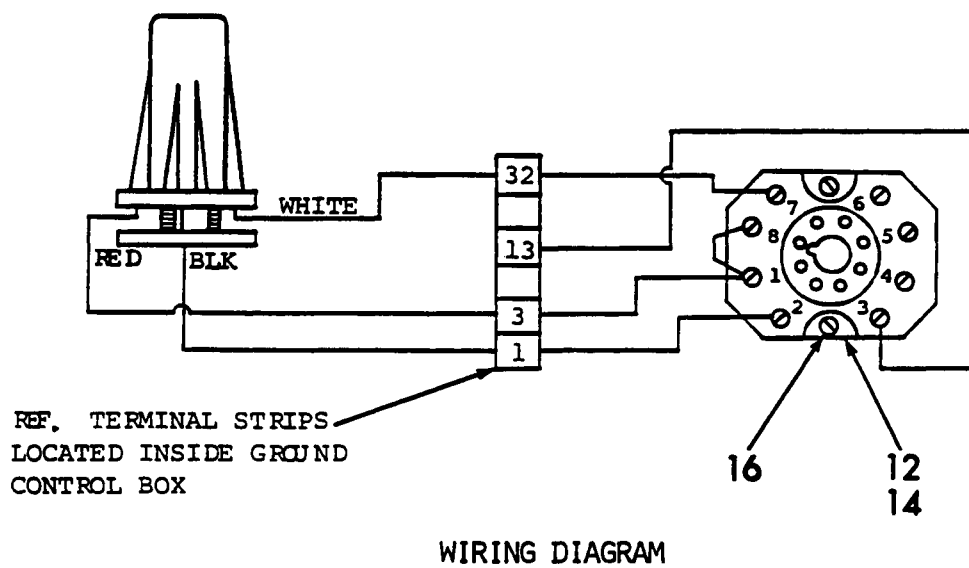 WHITE
RED
BLK
32
13
3
1
7
6
8
5
1
4
2
3
REF. TERMINAL STRIPS
LOCATED INSIDE GROUND
CONTROL BOX
16
12
14
WIRING DIAGRAM